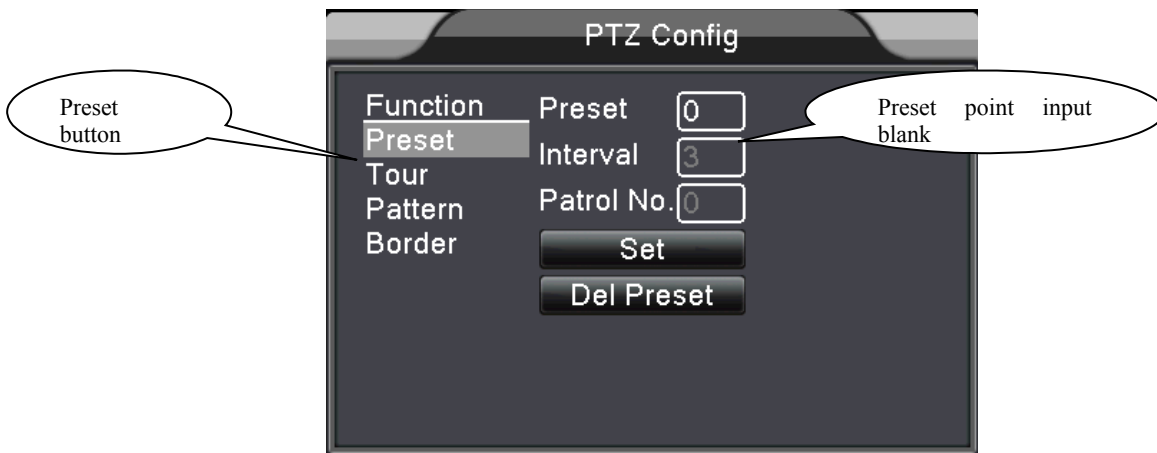 PTZ Config
Preset
button
Function
Preset
Tour
Pattern
Border
Preset 0
Interval 3
Patrol No. 0
Set
Del Preset
Preset point input
blank